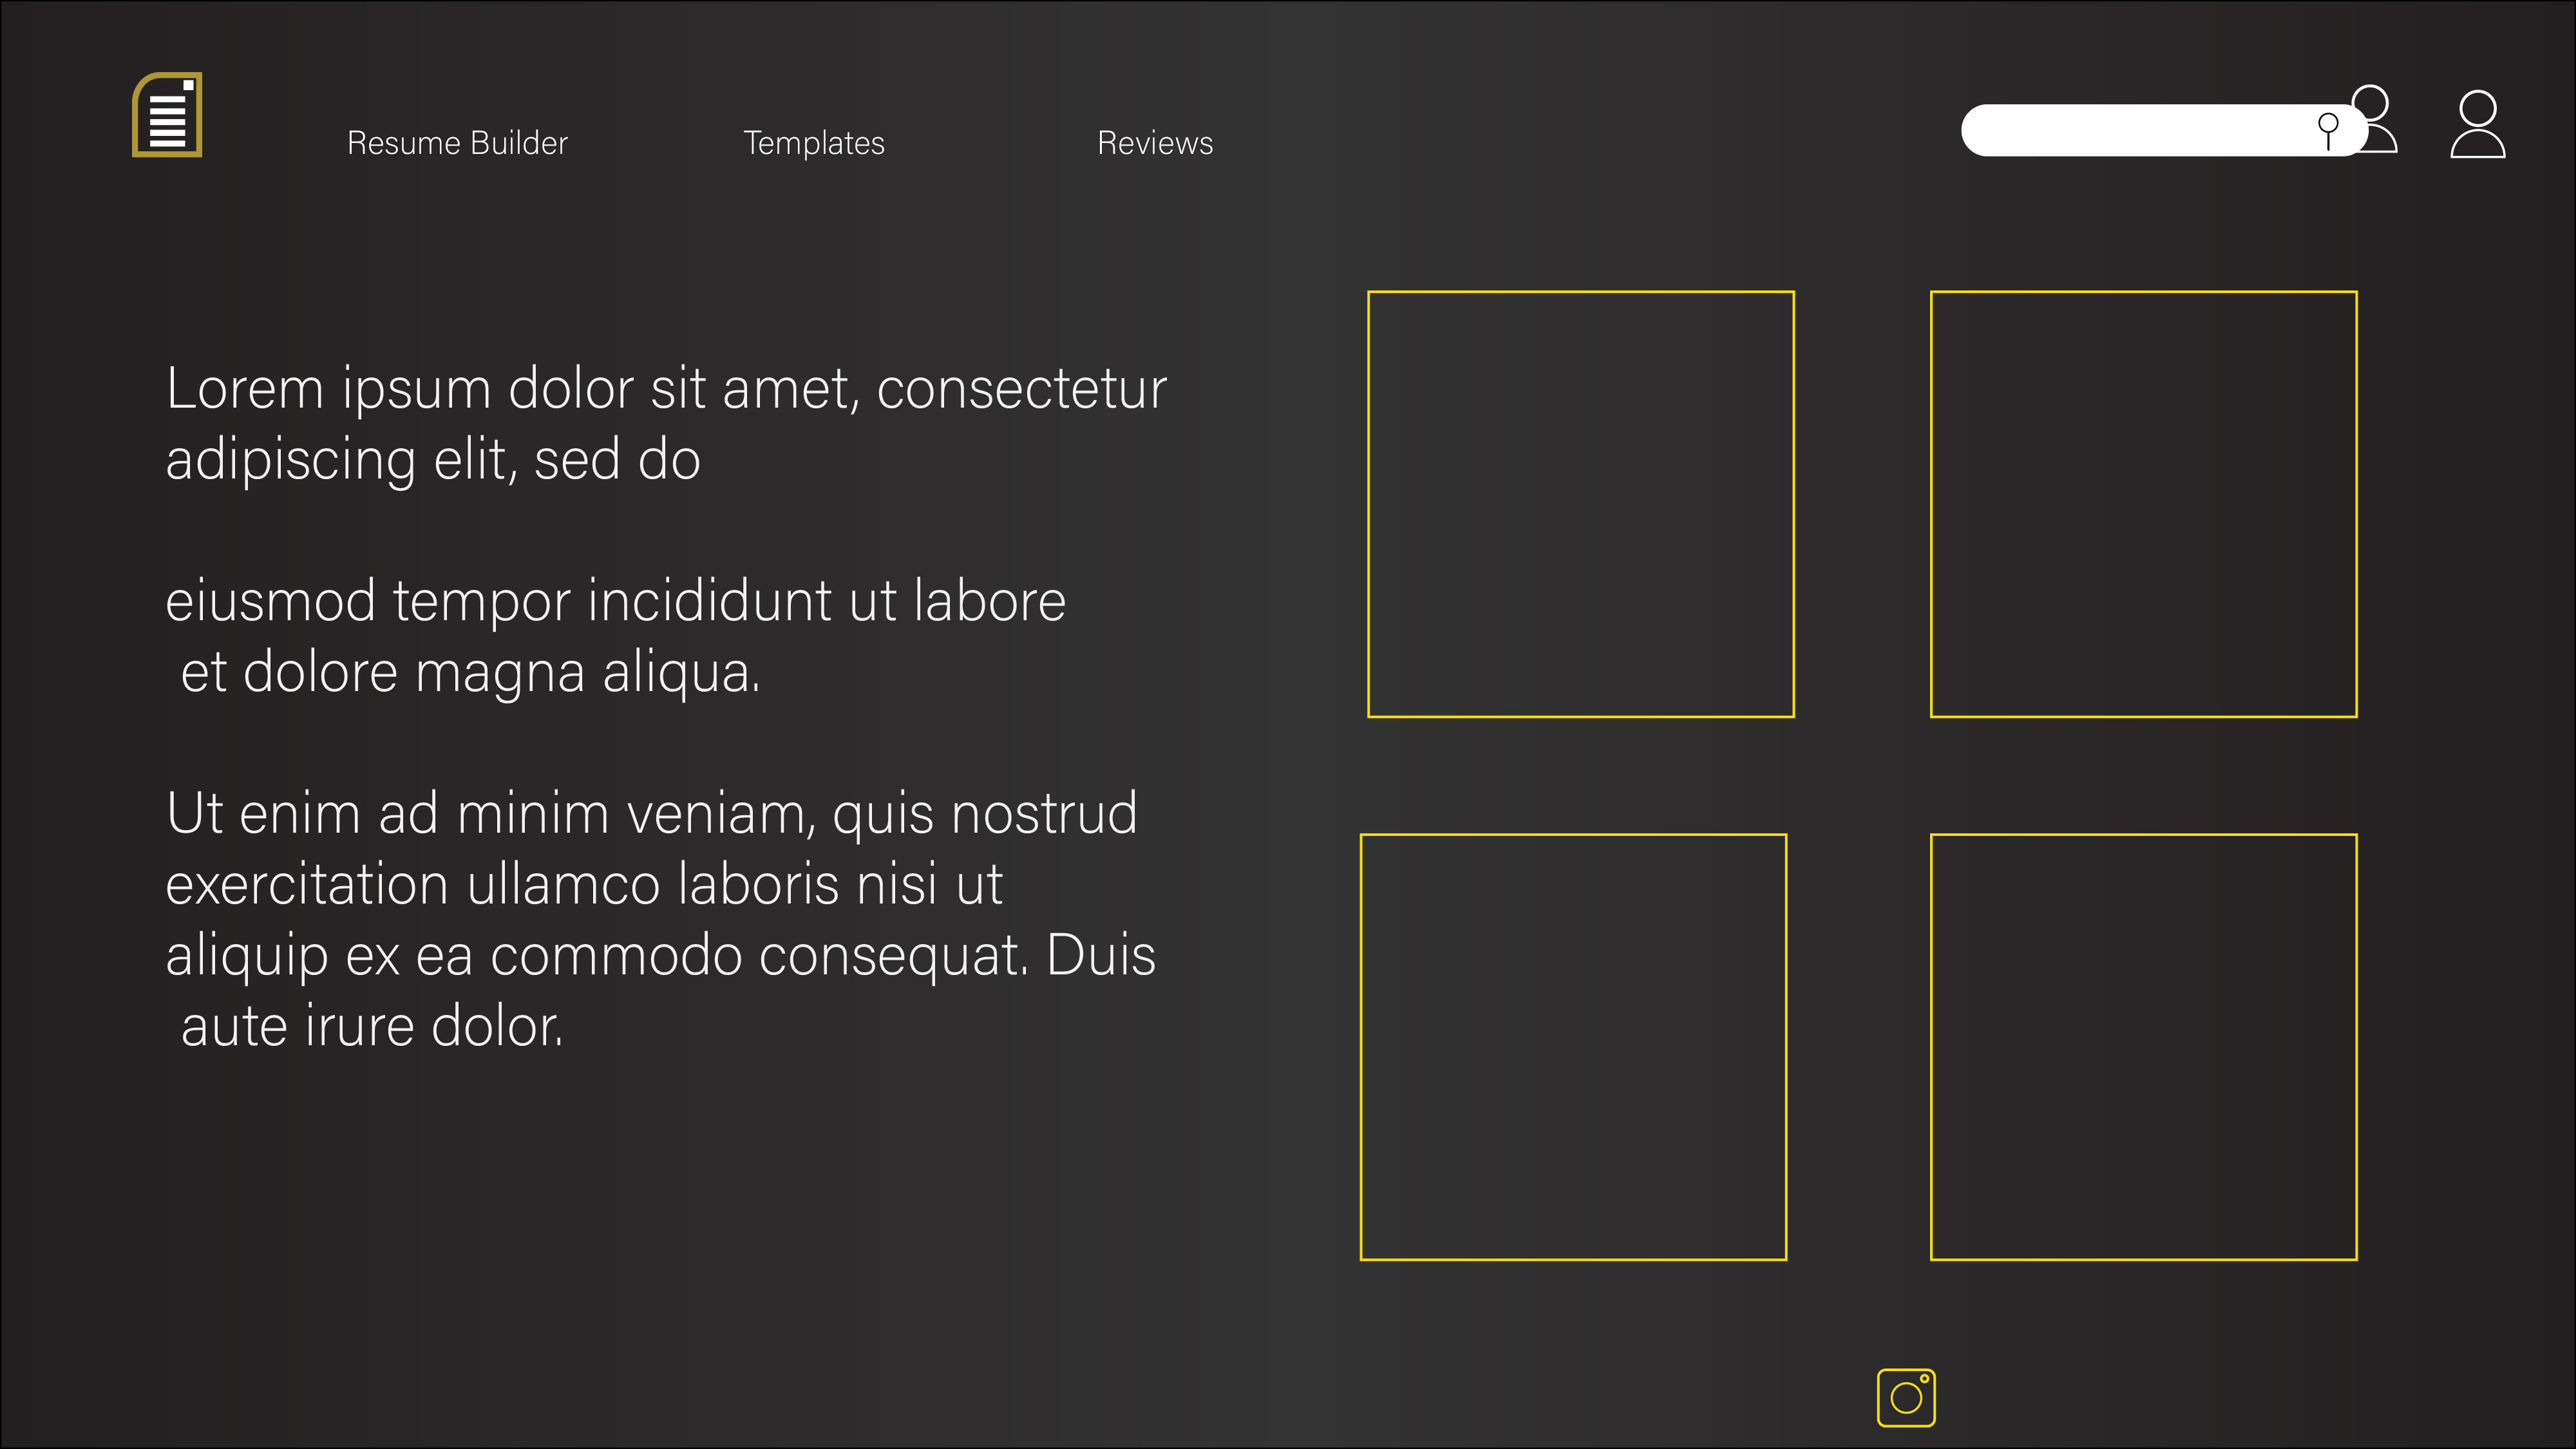 Resume Builder
Templates
Reviews
Lorem ipsum dolor sit amet, consectetur
adipiscing elit, sed do
eiusmod tempor incididunt ut labore
et dolore magna aliqua.
Ut enim ad minim veniam, quis nostrud
exercitation ullamco laboris nisi ut
aliquip ex ea commodo consequat. Duis
aute irure dolor.